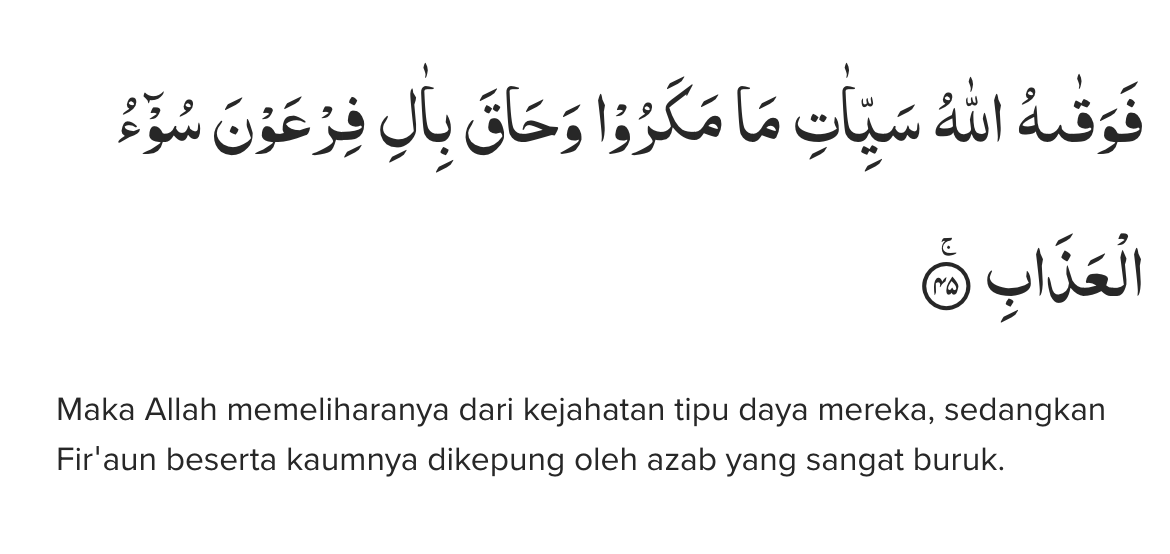 فَوَقٰىهُ اللّٰهُ سَيِّاٰتِ مَا مَكَرُوْا وَحَاقَ بِاٰلِ فِرْعَوْنَ سُوْۤءُ
الْعَذَابِ ۚ ۴۵
Maka Allah memeliharanya dari kejahatan tipu daya mereka, sedangkan
Fir'aun beserta kaumnya dikepung oleh azab yang sangat buruk.